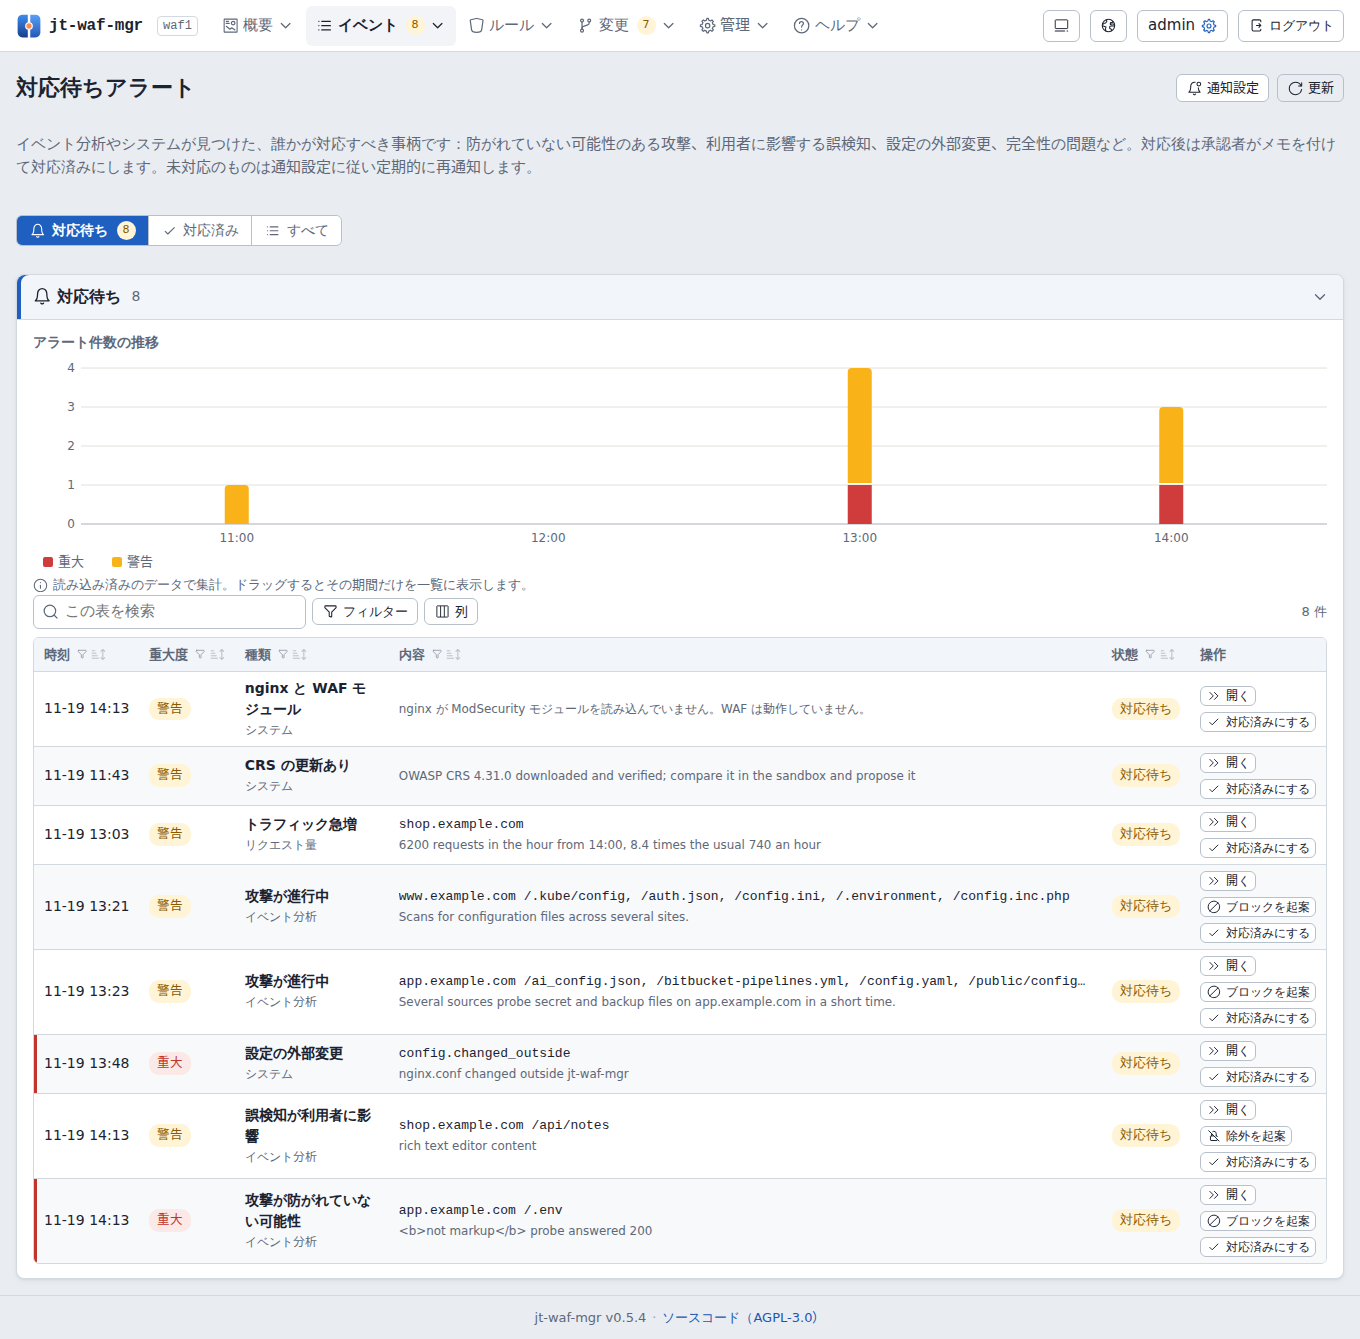 jt-waf-mgr waf1 概要 イベント 8 ルール 変更 7 管理 ヘルプ admin ログアウト
対応待ちアラート 通知設定 更新
イベント分析やシステムが見つけた、誰かが対応すべき事柄です：防がれていない可能性のある攻撃、利用者に影響する誤検知、設定の外部変更、完全性の問題など。対応後は承認者がメモを付け
て対応済みにします。未対応のものは通知設定に従い定期的に再通知します。
対応待ち 8 対応済み すべて
対応待ち 8
アラート件数の推移
4
3
2
1
0
11:00 12:00 13:00 14:00
重大 警告
読み込み済みのデータで集計。ドラッグするとその期間だけを一覧に表示します。
この表を検索 フィルター 列 8 件
時刻 重大度 種類 内容 状態 操作
11-19 14:13 警告 nginx と WAF モ
ジュール
システム
nginx が ModSecurity モジュールを読み込んでいません。WAF は動作していません。
対応待ち
開く
対応済みにする
11-19 11:43 警告 CRS の更新あり
システム
OWASP CRS 4.31.0 downloaded and verified; compare it in the sandbox and propose it
対応待ち
開く
対応済みにする
11-19 13:03 警告 トラフィック急増
リクエスト量
shop.example.com
6200 requests in the hour from 14:00, 8.4 times the usual 740 an hour
対応待ち
開く
対応済みにする
11-19 13:21 警告 攻撃が進行中
イベント分析
www.example.com /.kube/config, /auth.json, /config.ini, /.environment, /config.inc.php
Scans for configuration files across several sites.
対応待ち
開く
ブロックを起案
対応済みにする
11-19 13:23 警告 攻撃が進行中
イベント分析
app.example.com /ai_config.json, /bitbucket-pipelines.yml, /config.yaml, /public/config…
Several sources probe secret and backup files on app.example.com in a short time.
対応待ち
開く
ブロックを起案
対応済みにする
11-19 13:48 重大 設定の外部変更
システム
config.changed_outside
nginx.conf changed outside jt-waf-mgr
対応待ち
開く
対応済みにする
11-19 14:13 警告 誤検知が利用者に影
響
イベント分析
shop.example.com /api/notes
rich text editor content
対応待ち
開く
除外を起案
対応済みにする
11-19 14:13 重大 攻撃が防がれていな
い可能性
イベント分析
app.example.com /.env
&lt;b&gt;not markup&lt;/b&gt; probe answered 200
対応待ち
開く
ブロックを起案
対応済みにする
jt-waf-mgr v0.5.4 · ソースコード（AGPL-3.0）